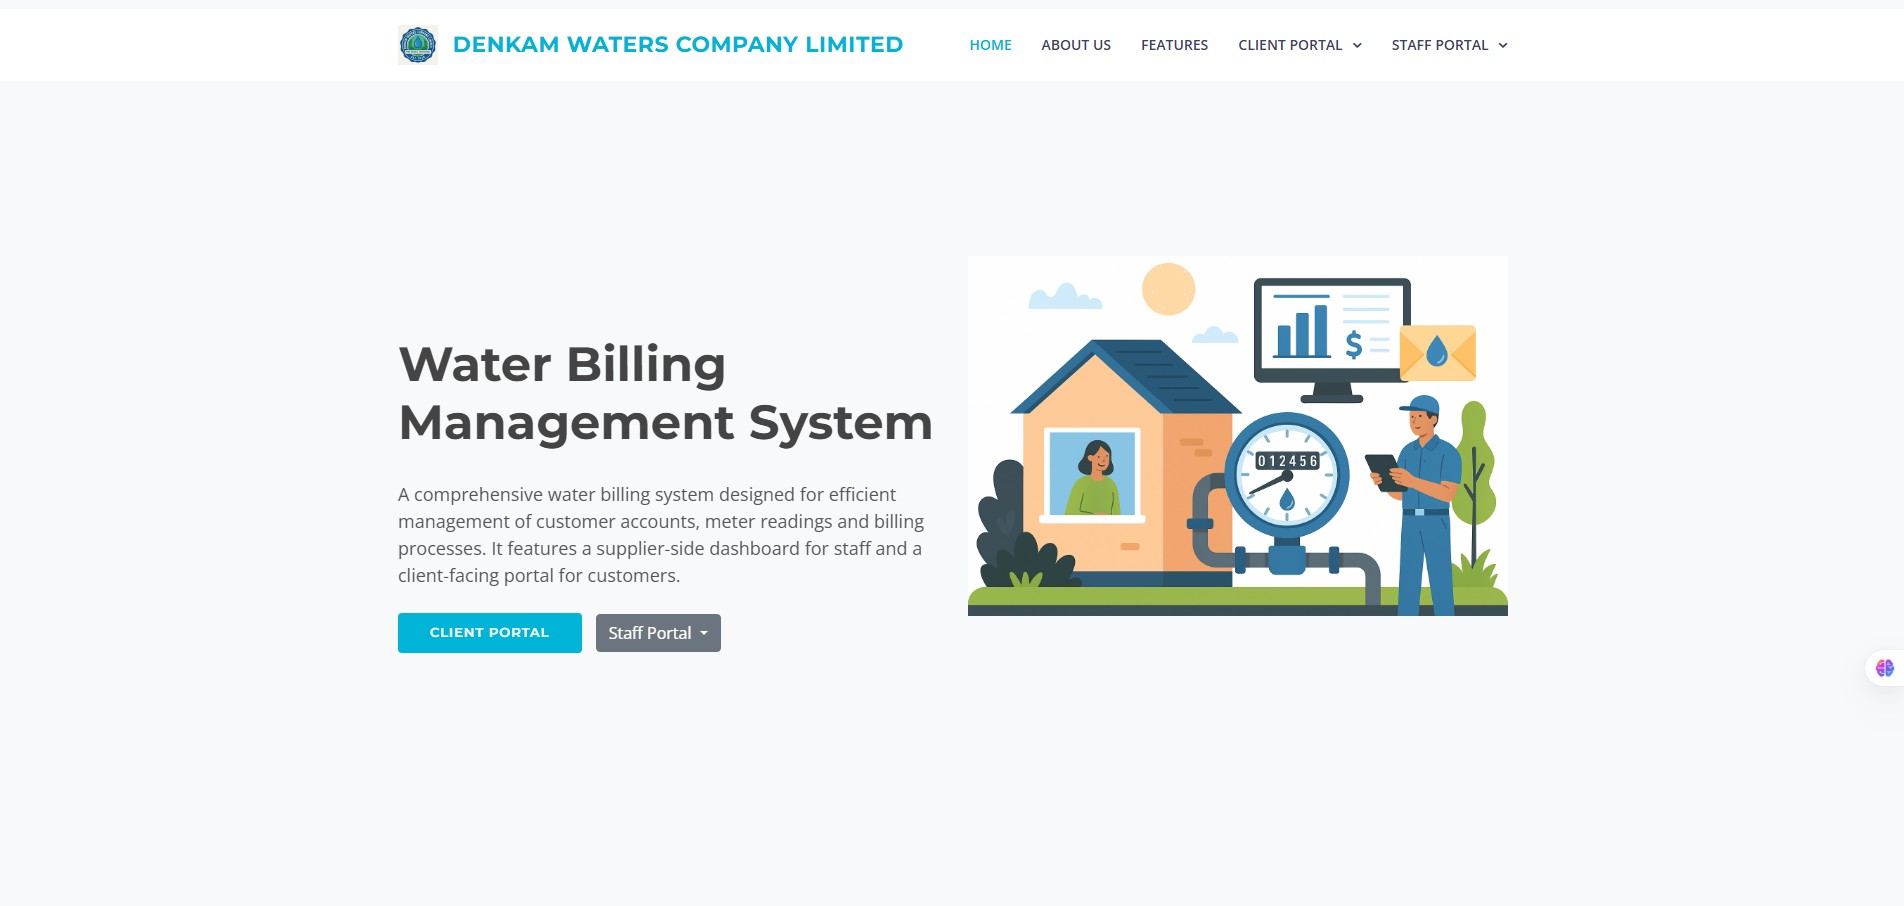 DENKAM WATERS COMPANY LIMITED
HOME
ABOUT US
FEATURES
CLIENT PORTAL
STAFF PORTAL
Water Billing
Management System
A comprehensive water billing system designed for efficient
management of customer accounts, meter readings and billing
processes. It features a supplier-side dashboard for staff and a
client-facing portal for customers.
CLIENT PORTAL
Staff Portal
$
012456